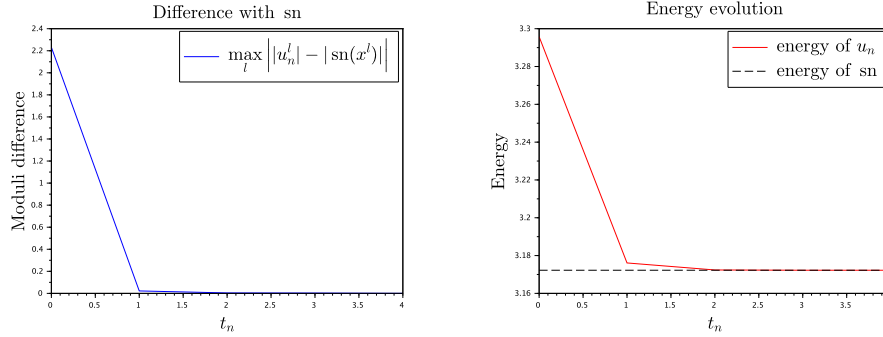 Difference with sn
2.4
2.2
2
1.8
1.6
1.4
1.2
1
0.8
0.6
0.4
0.2
0
Moduli difference
max_l ||u_n^l| − | sn(x^l)||
0 0.5 1 1.5 2 2.5 3 3.5 4
t_n
Energy evolution
3.3
3.28
3.26
3.24
3.22
3.2
3.18
3.16
Energy
energy of u_n
energy of sn
0 0.5 1 1.5 2 2.5 3 3.5
t_n